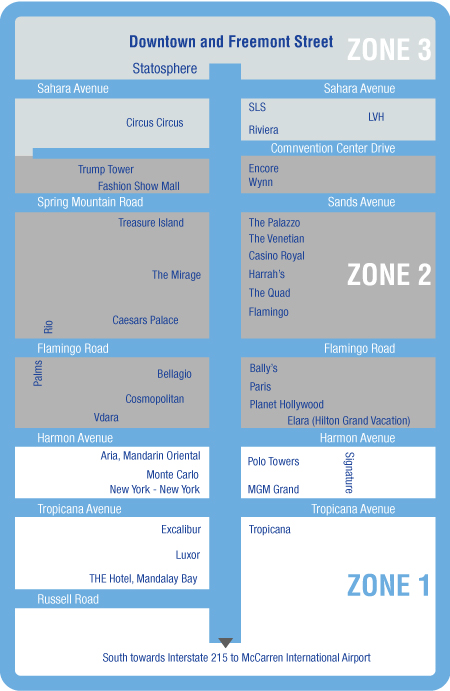 Downtown and Freemont Street
ZONE 3
Statosphere
Sahara Avenue
Sahara Avenue
Circus Circus
SLS
LVH
Riviera
Comnvention Center Drive
Trump Tower
Fashion Show Mall
Encore
Wynn
Spring Mountain Road
Sands Avenue
Treasure Island
The Mirage
Caesars Palace
Rio
The Palazzo
The Venetian
Casino Royal
Harrah's
The Quad
Flamingo
ZONE 2
Flamingo Road
Flamingo Road
Palms
Bellagio
Cosmopolitan
Vdara
Bally's
Paris
Planet Hollywood
Elara (Hilton Grand Vacation)
Harmon Avenue
Harmon Avenue
Aria, Mandarin Oriental
Monte Carlo
New York - New York
Polo Towers
Signature
MGM Grand
Tropicana Avenue
Tropicana Avenue
Excalibur
Luxor
THE Hotel, Mandalay Bay
Tropicana
ZONE 1
Russell Road
South towards Interstate 215 to McCarren International Airport